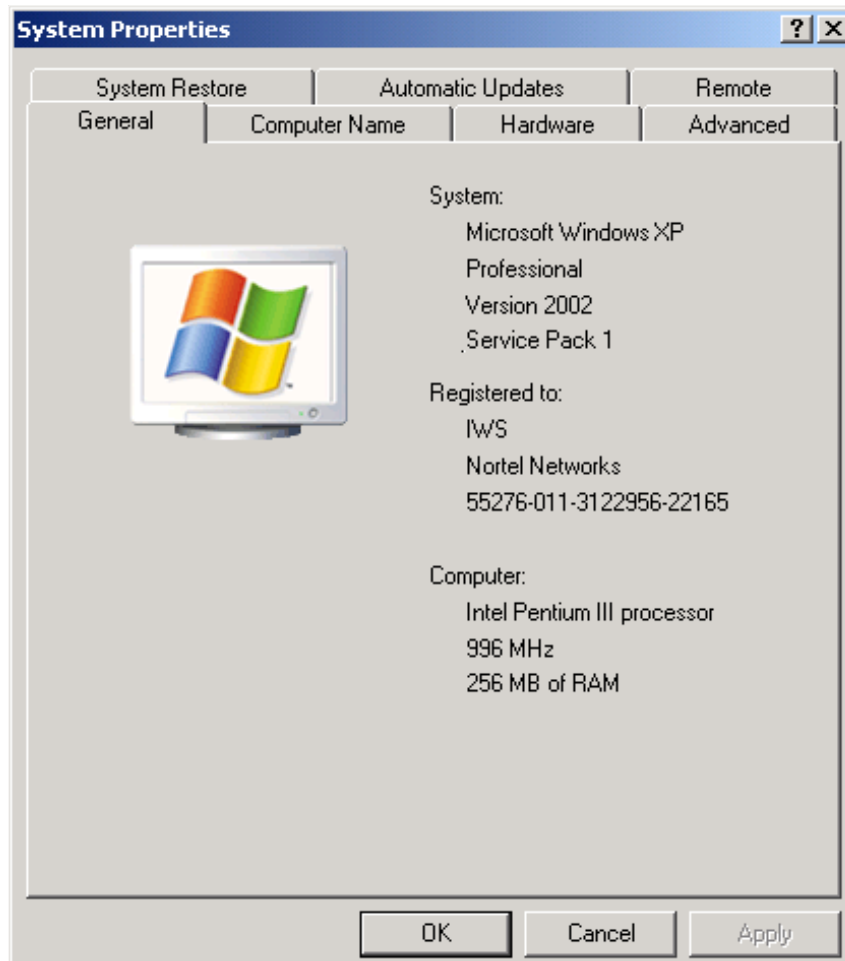 System Properties
System Restore Automatic Updates Remote
General Computer Name Hardware Advanced
System:
Microsoft Windows XP
Professional
Version 2002
Service Pack 1
Registered to:
IWS
Nortel Networks
55276-011-3122956-22165
Computer:
Intel Pentium III processor
996 MHz
256 MB of RAM
OK Cancel Apply